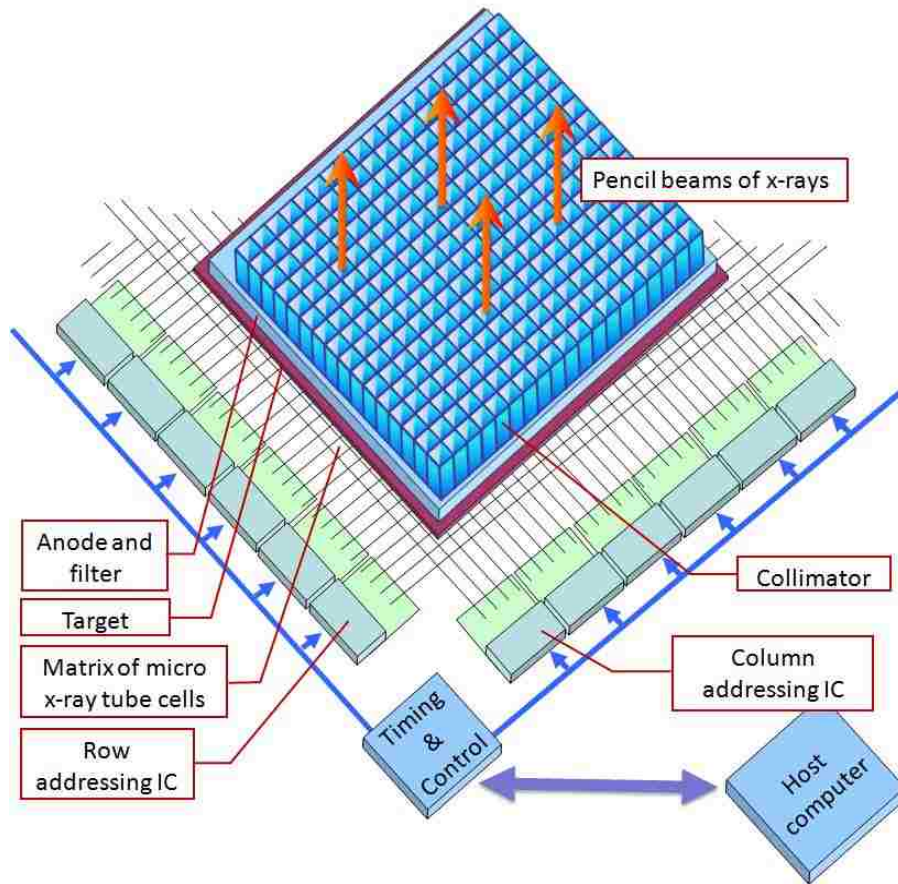 Pencil beams of x-rays
Anode and
filter
Target
Matrix of micro
x-ray tube cells
Row
addressing IC
Collimator
Column
addressing IC
Timing
&
Control
Host
computer